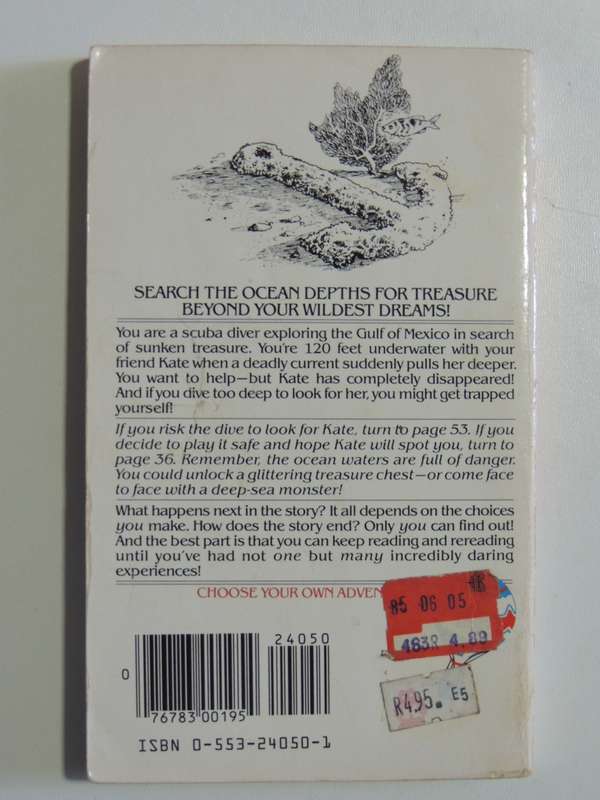 SEARCH THE OCEAN DEPTHS FOR TREASURE
BEYOND YOUR WILDEST DREAMS!
You are a scuba diver exploring the Gulf of Mexico in search
of sunken treasure. You're 120 feet underwater with your
friend Kate when a deadly current suddenly pulls her deeper.
You want to help—but Kate has completely disappeared!
And if you dive too deep to look for her, you might get trapped
yourself!
If you risk the dive to look for Kate, turn to page 53. If you
decide to play it safe and hope Kate will spot you, turn to
page 36. Remember, the ocean waters are full of danger.
You could unlock a glittering treasure chest—or come face
to face with a deep-sea monster!
What happens next in the story? It all depends on the choices
you make. How does the story end? Only you can find out!
And the best part is that you can keep reading and rereading
until you've had not one but many incredibly daring
experiences!
CHOOSE YOUR OWN ADVEN
85 06 05
4.89
R4.95. E5
24050
0
76783 00195
ISBN 0-553-24050-1